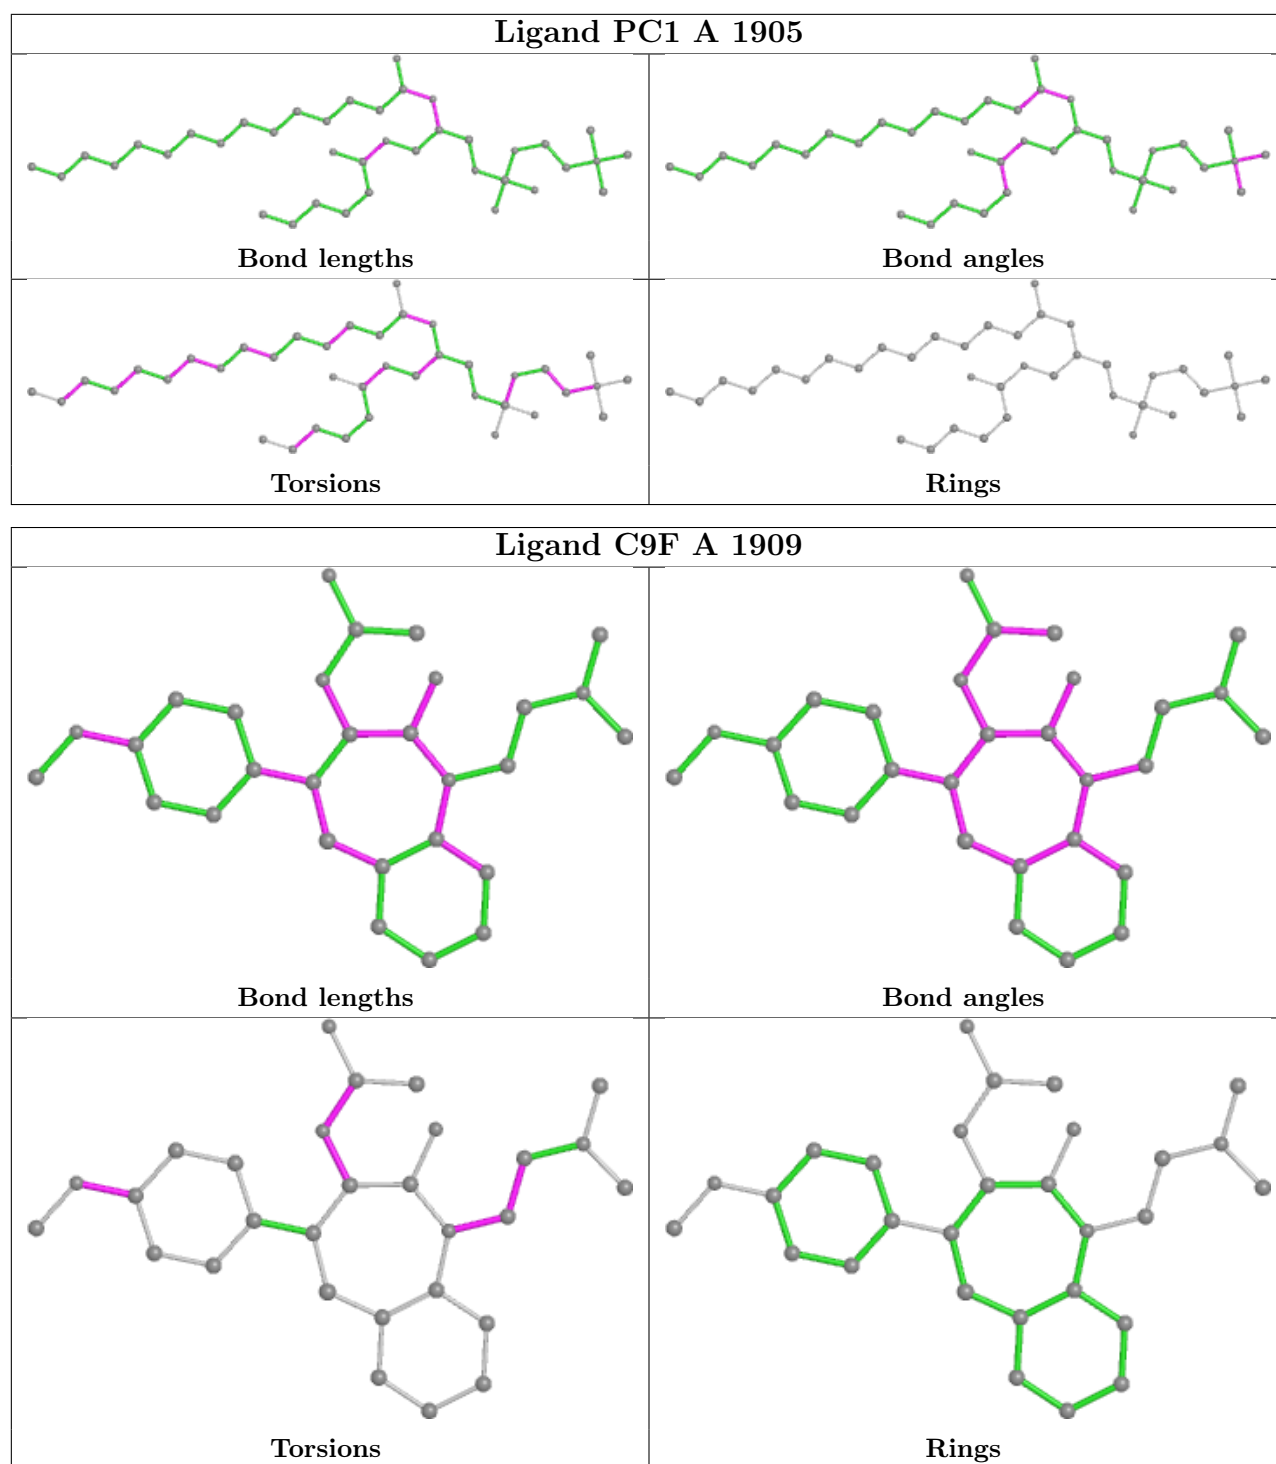 Ligand PC1 A 1905
Bond lengths
Bond angles
Torsions
Rings
Ligand C9F A 1909
Bond lengths
Bond angles
Torsions
Rings